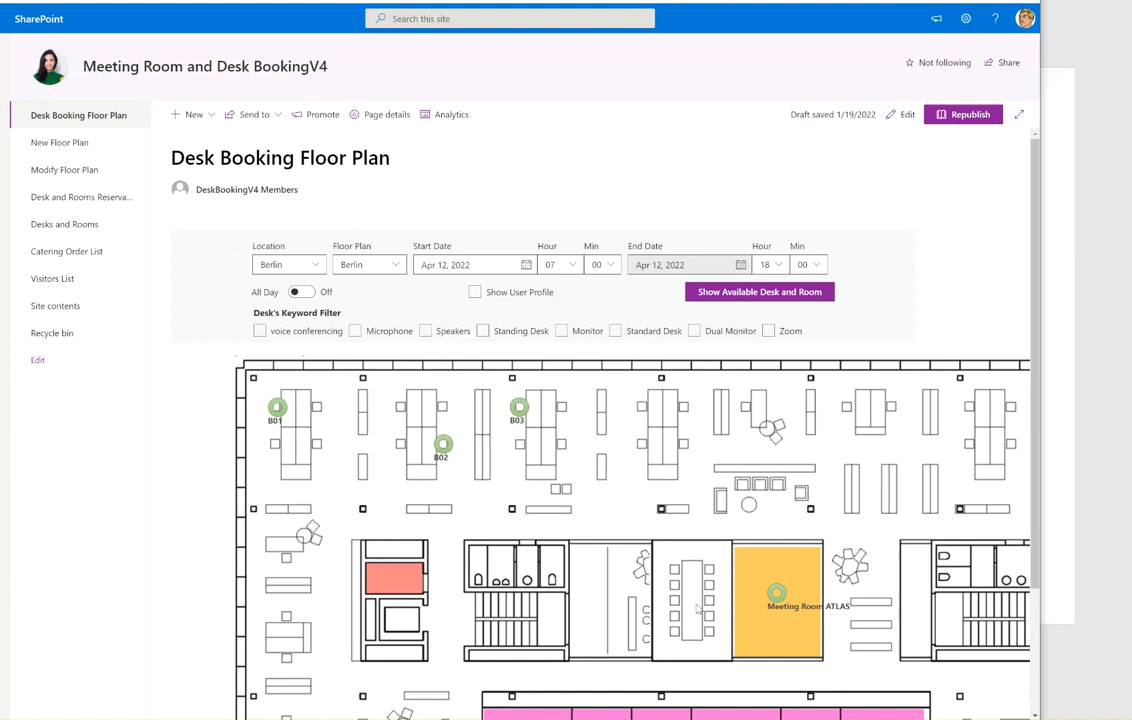 SharePoint
Search this site
Meeting Room and Desk BookingV4
Not following
Share
Desk Booking Floor Plan
New Floor Plan
Modify Floor Plan
Desk and Rooms Reserva...
Desks and Rooms
Catering Order List
Visitors List
Site contents
Recycle bin
Edit
New
Send to
Promote
Page details
Analytics
Draft saved 1/19/2022
Edit
Republish
Desk Booking Floor Plan
DeskBookingV4 Members
Location Floor Plan Start Date Hour Min End Date Hour Min
Berlin Berlin Apr 12, 2022 07 00 Apr 12, 2022 18 00
All Day Off Show User Profile Show Available Desk and Room
Desk's Keyword Filter
voice conferencing Microphone Speakers Standing Desk Monitor Standard Desk Dual Monitor Zoom
B01
B03
B02
Meeting Room ATLAS